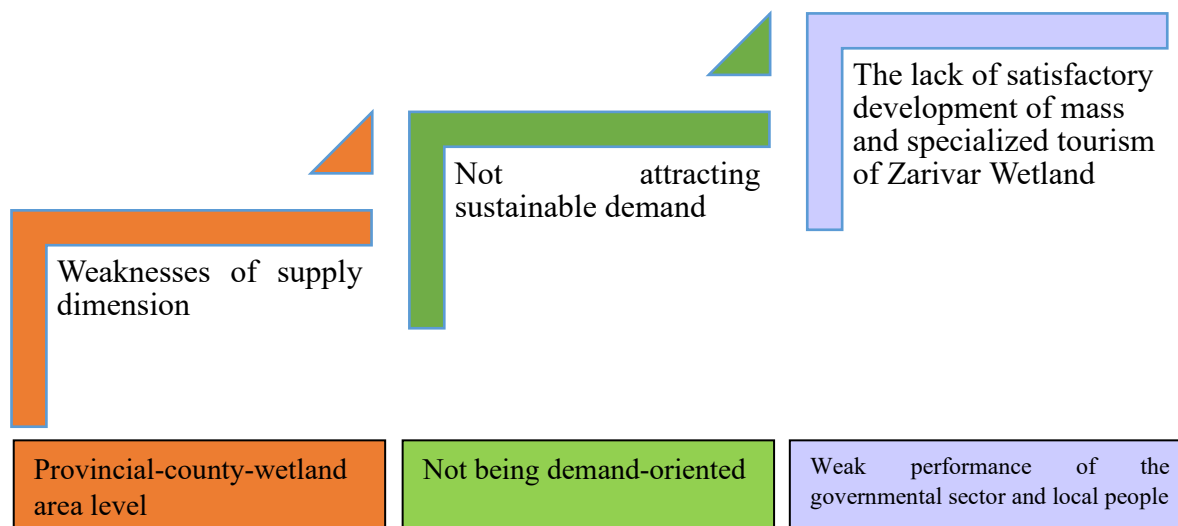 The lack of satisfactory
development of mass
and specialized tourism
of Zarivar Wetland
Not attracting
sustainable demand
Weaknesses of supply
dimension
Provincial-county-wetland
area level
Not being demand-oriented
Weak performance of the
governmental sector and local people